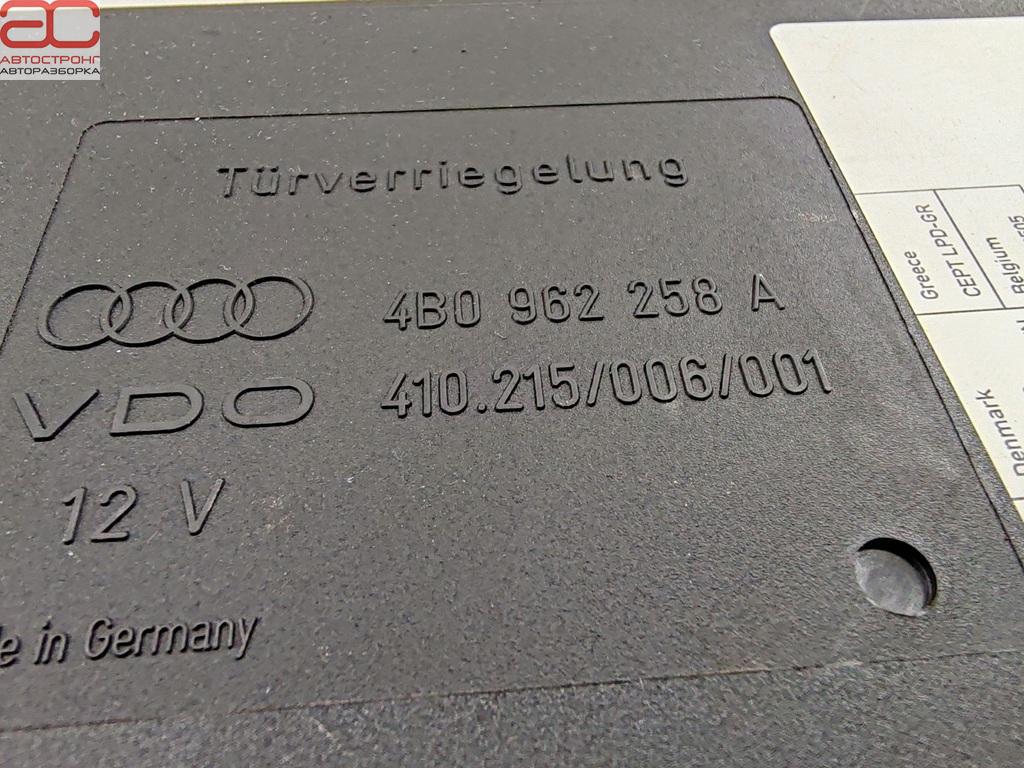 ac
АВТОСТРОНГ
АВТОРАЗБОРКА
Türverriegelung
4B0 962 258 A
VDO 410.215/006/001
12 V
in Germany
Greece
CEPT LPD-GR
Belgium
Denmark